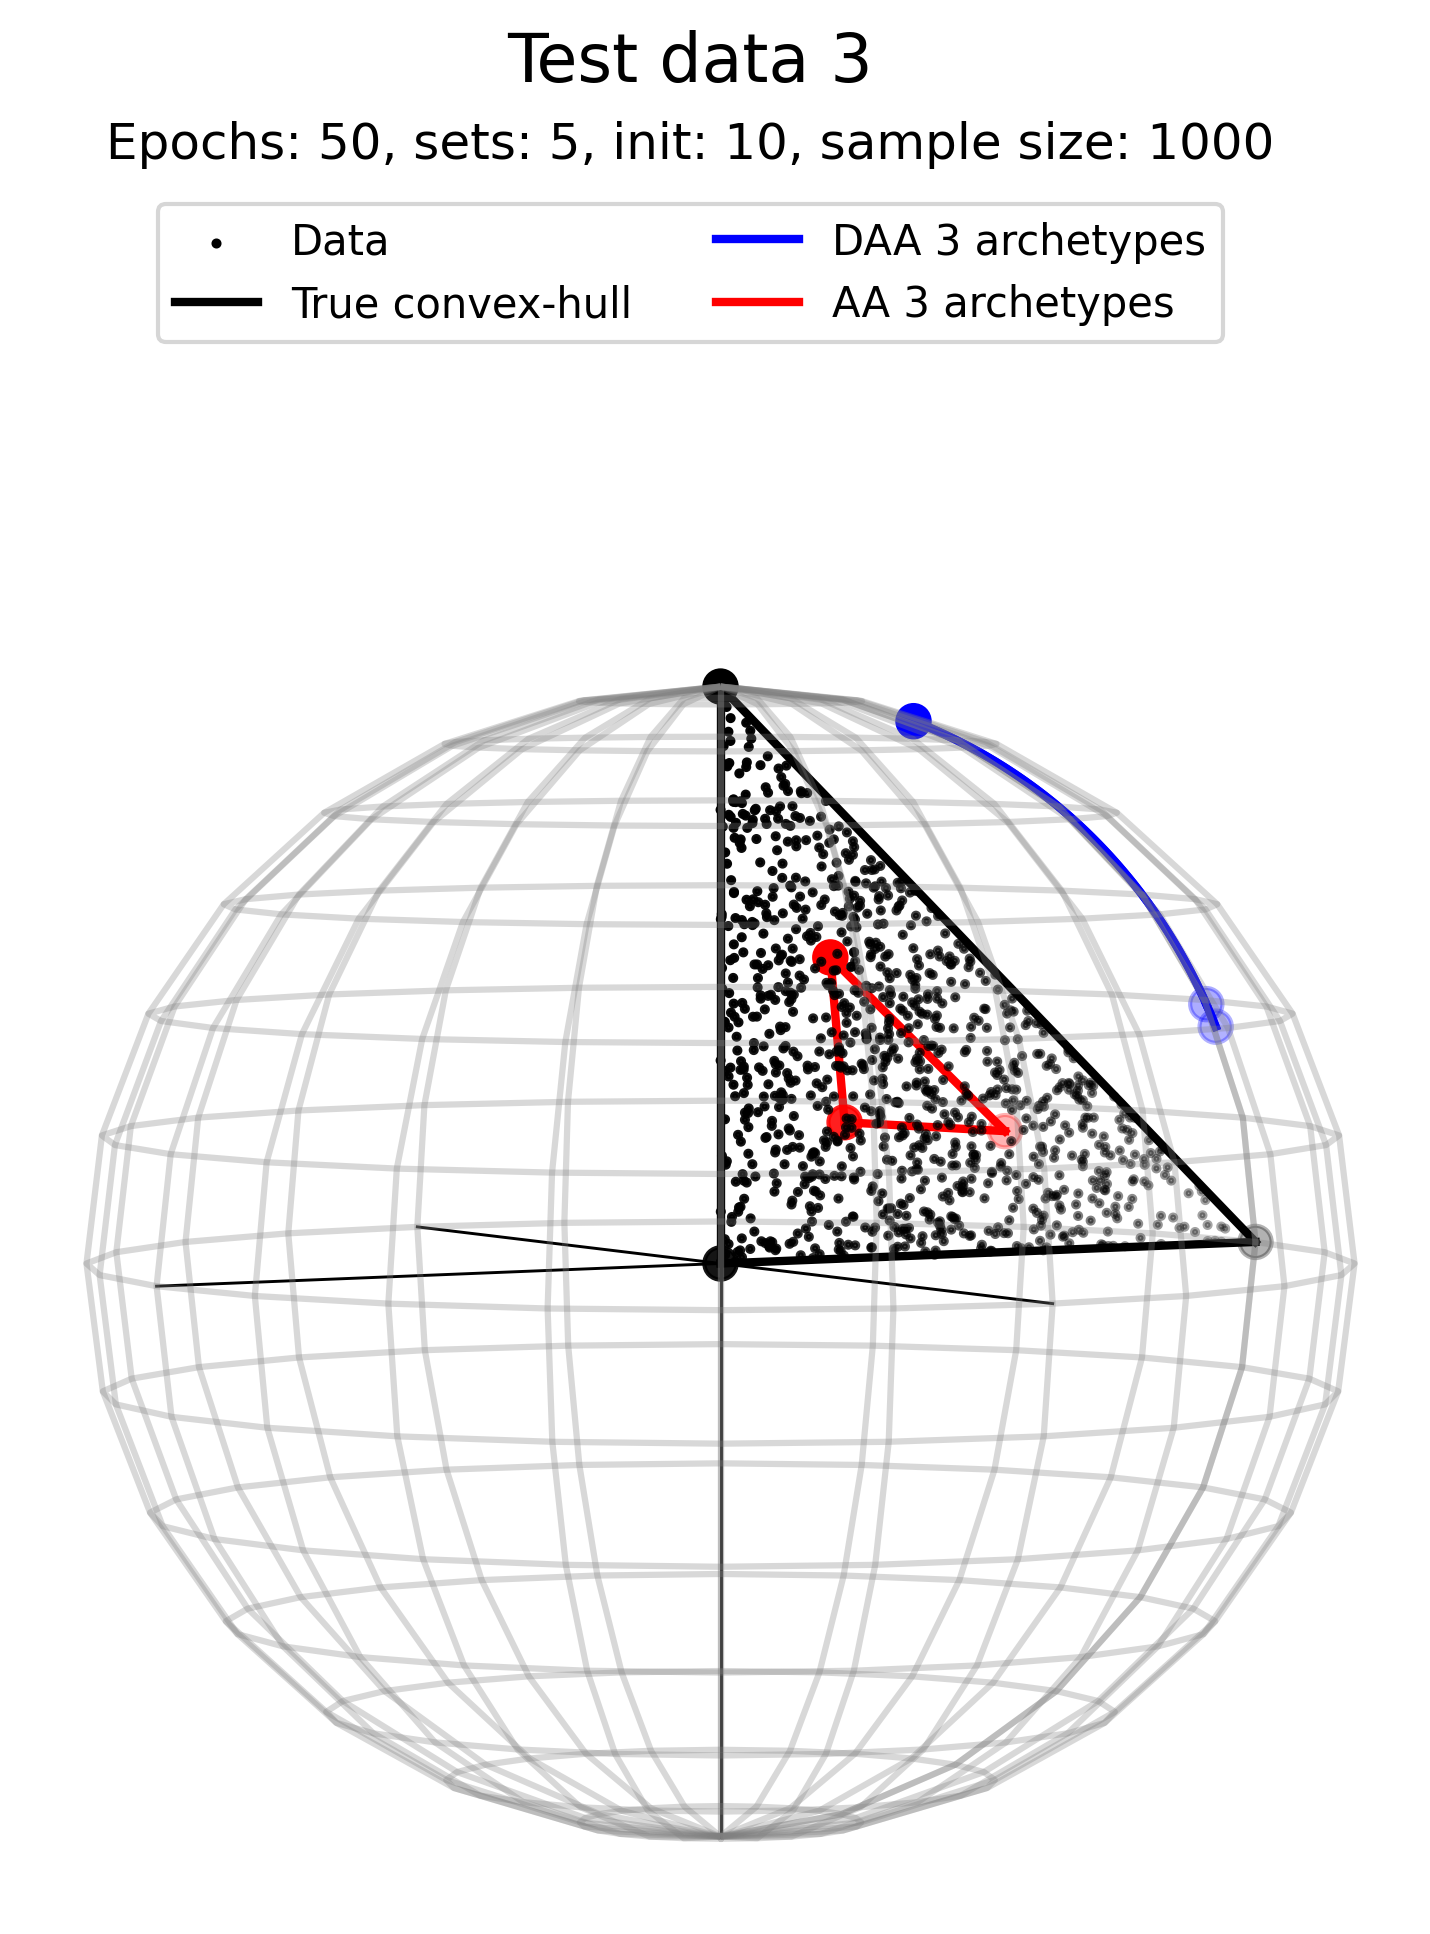 Test data 3
Epochs: 50, sets: 5, init: 10, sample size: 1000
Data
True convex-hull
DAA 3 archetypes
AA 3 archetypes